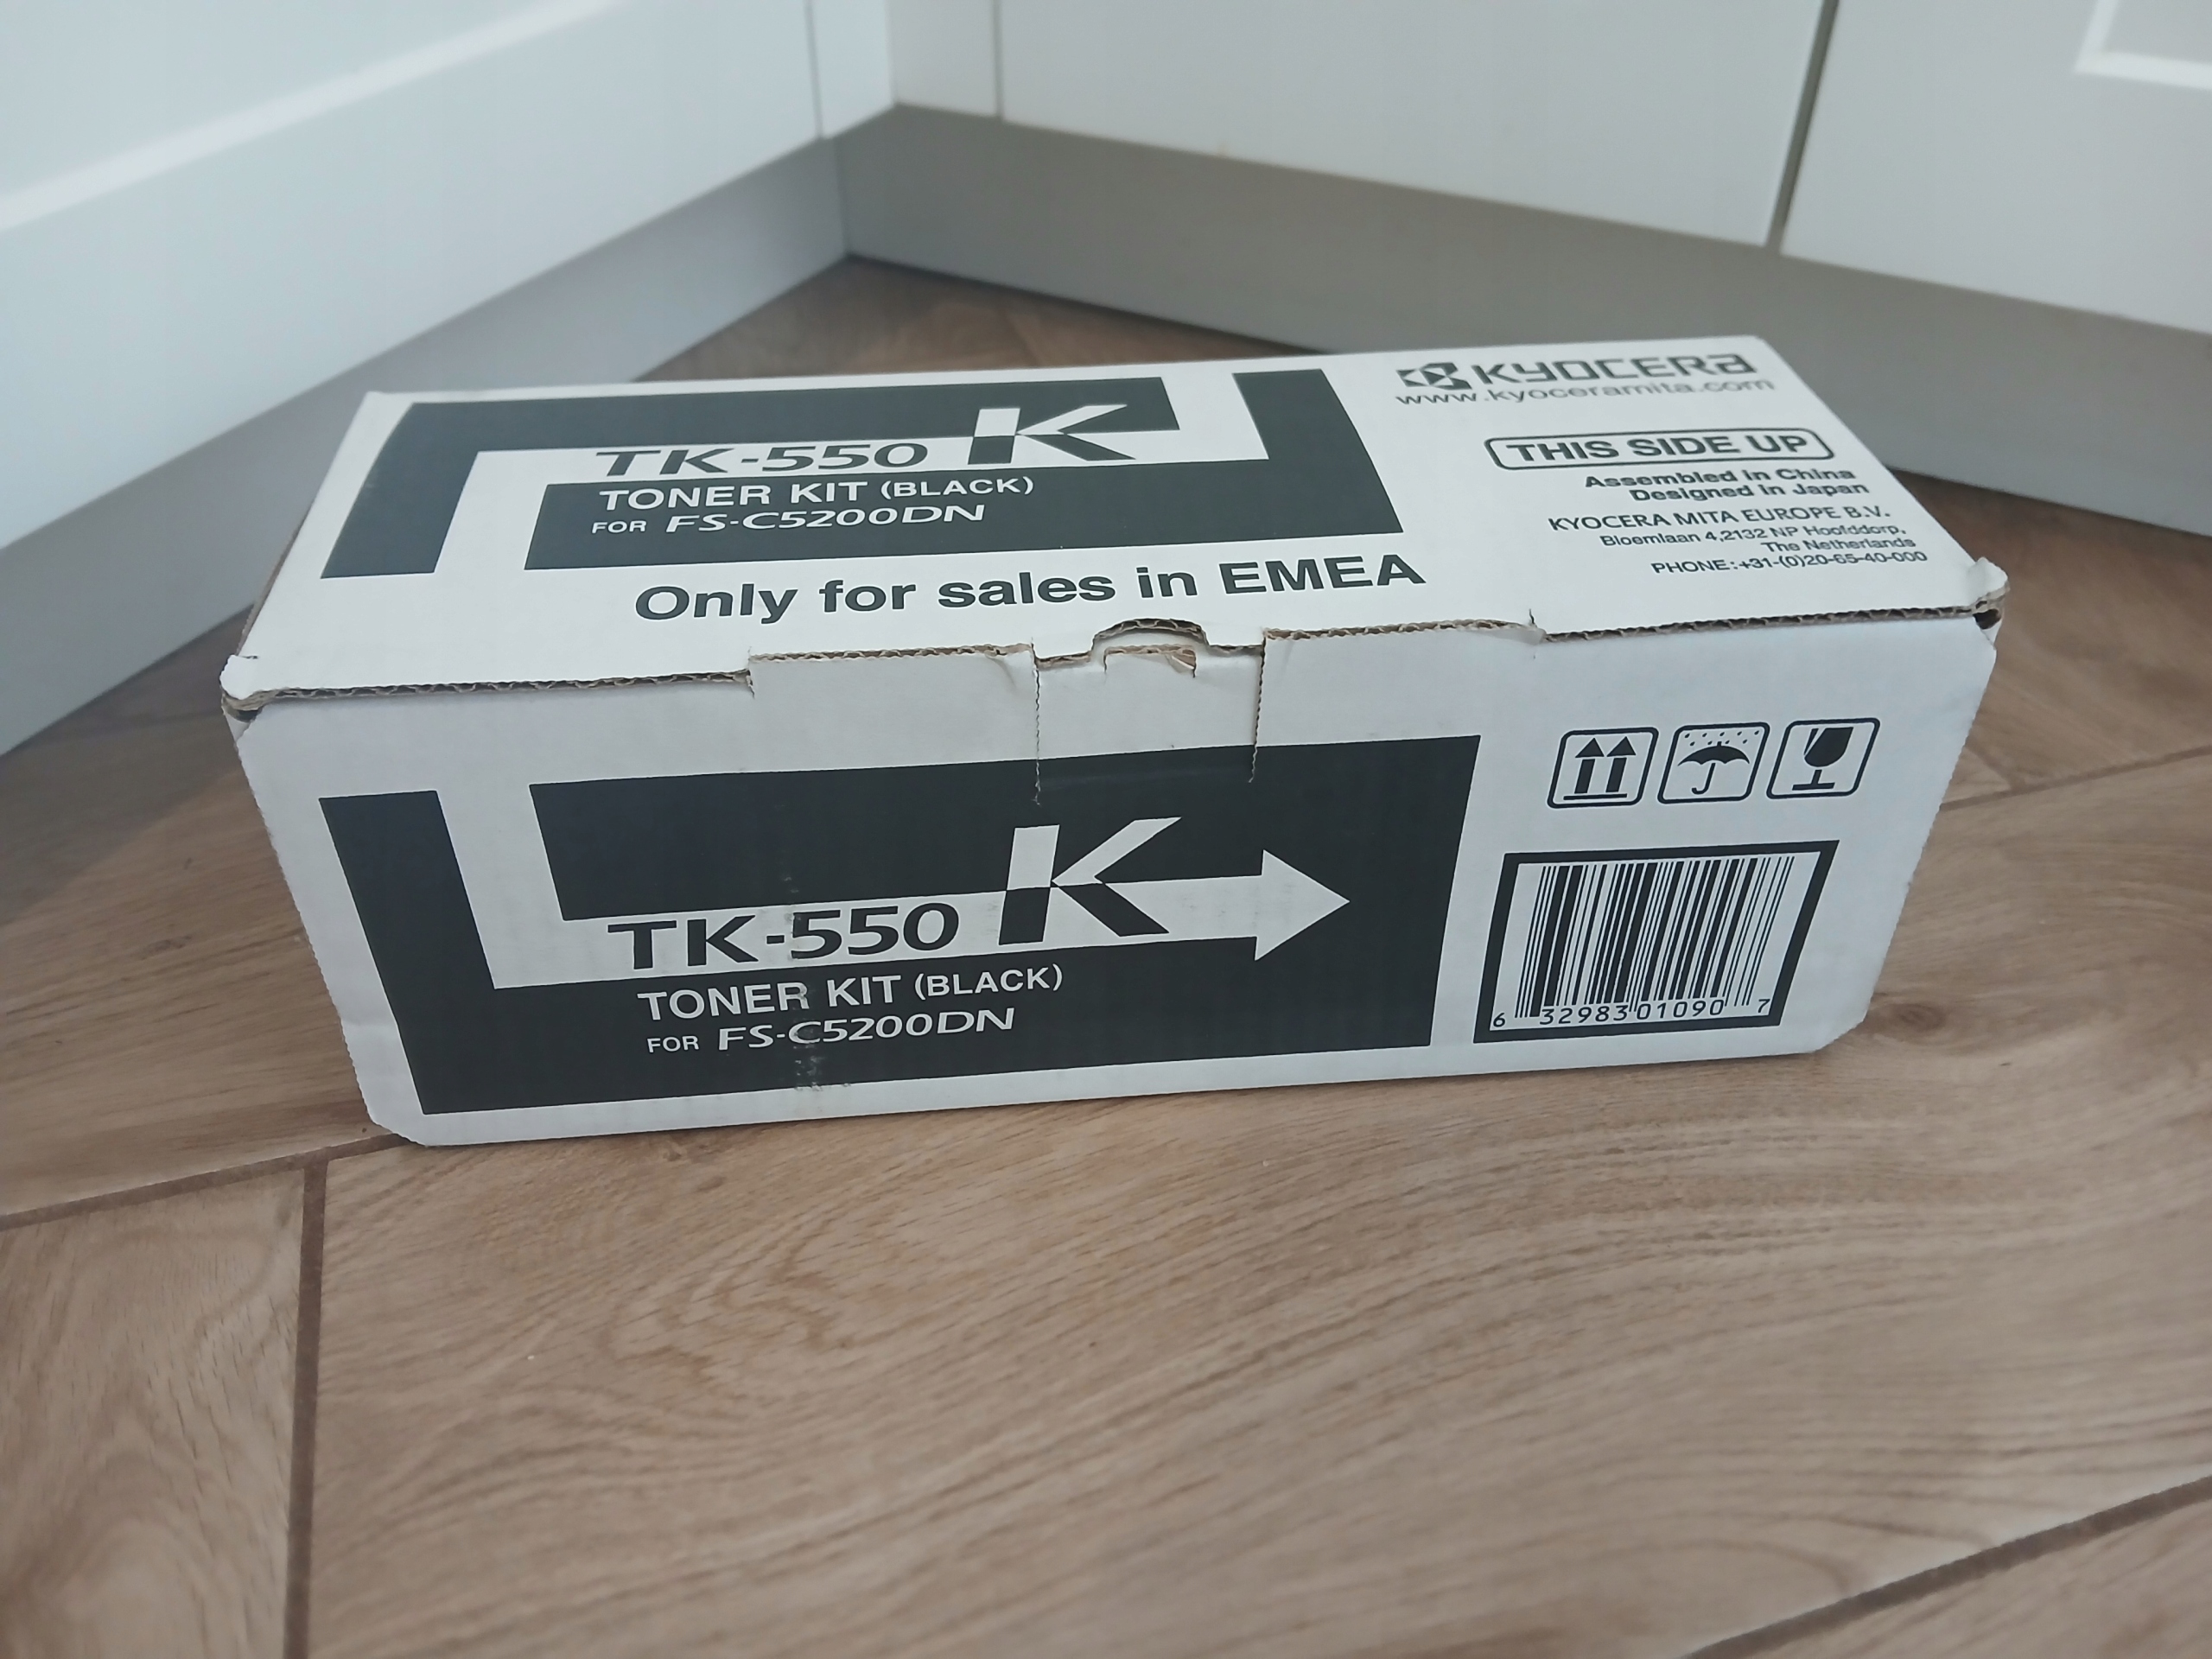 KYOCERA
www.kyoceramita.com
TK-550 K
TONER KIT (BLACK)
FOR FS-C5200DN
Only for sales in EMEA
THIS SIDE UP
Assembled in China
Designed in Japan
KYOCERA MITA EUROPE B.V.
Bloemlaan 4,2132 NP Hoofddorp,
The Netherlands
PHONE:+31-(0)20-65-40-000
TK-550 K
TONER KIT (BLACK)
FOR FS-C5200DN
6 32983 01090 7